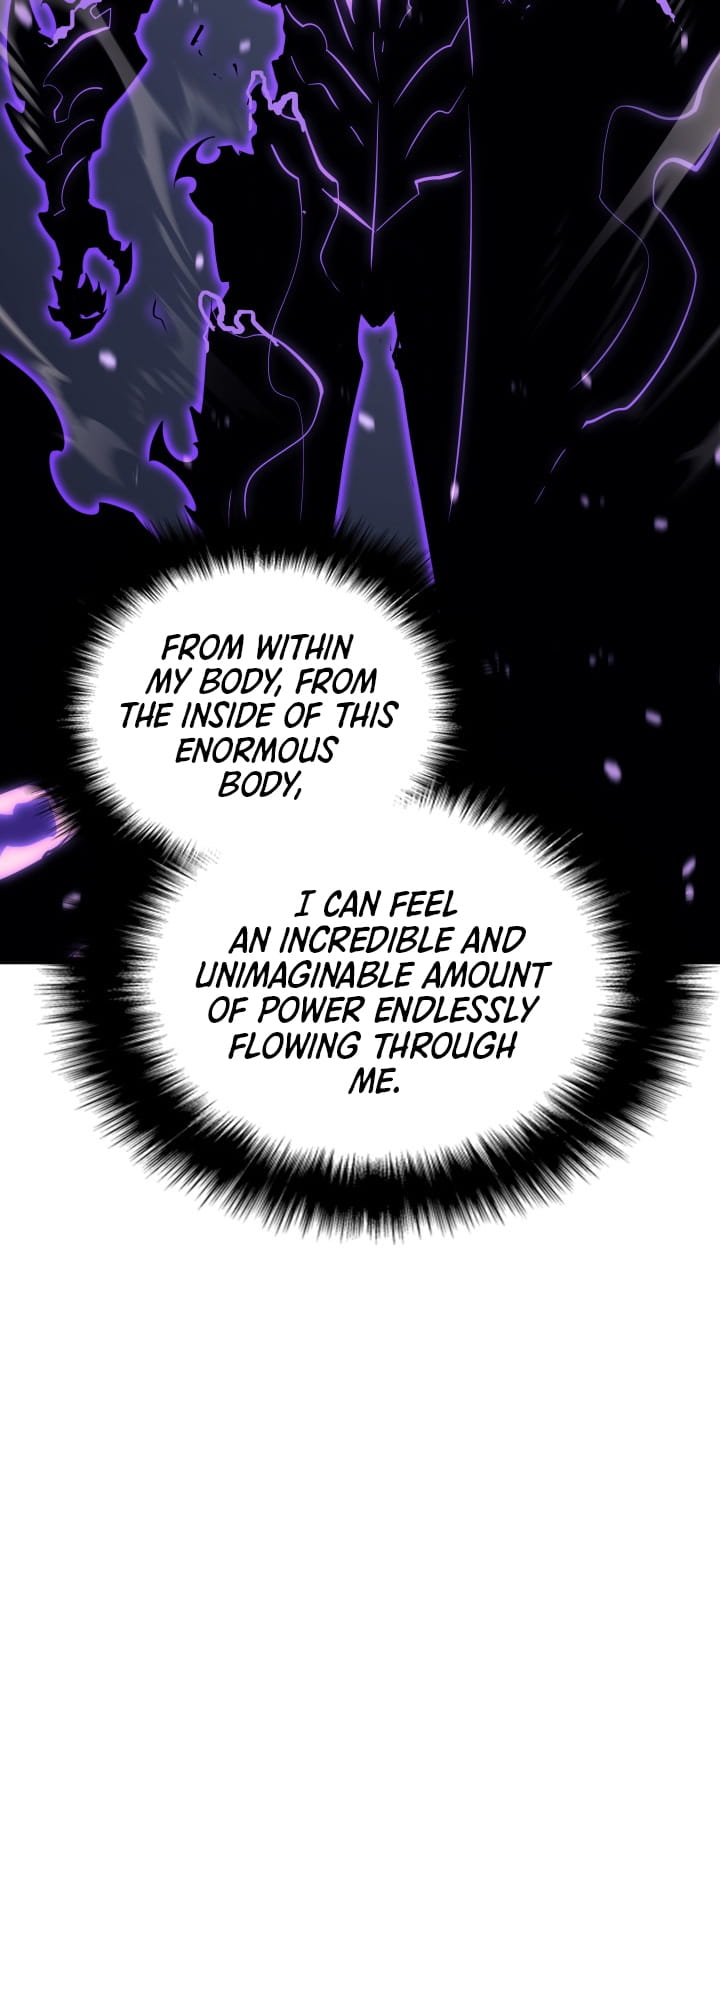 FROM WITHIN
MY BODY, FROM
THE INSIDE OF THIS
ENORMOUS
BODY,
I CAN FEEL
AN INCREDIBLE AND
UNIMAGINABLE AMOUNT
OF POWER ENDLESSLY
FLOWING THROUGH
ME.